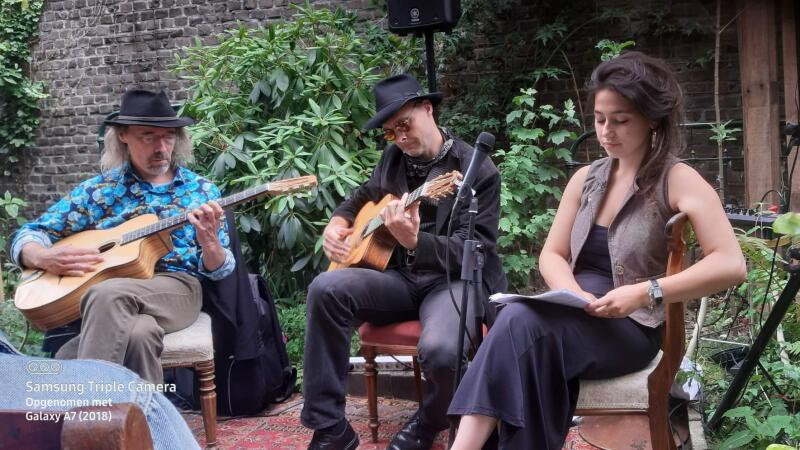 Samsung Triple Camera
Opgenomen met
Galaxy A7 (2018)